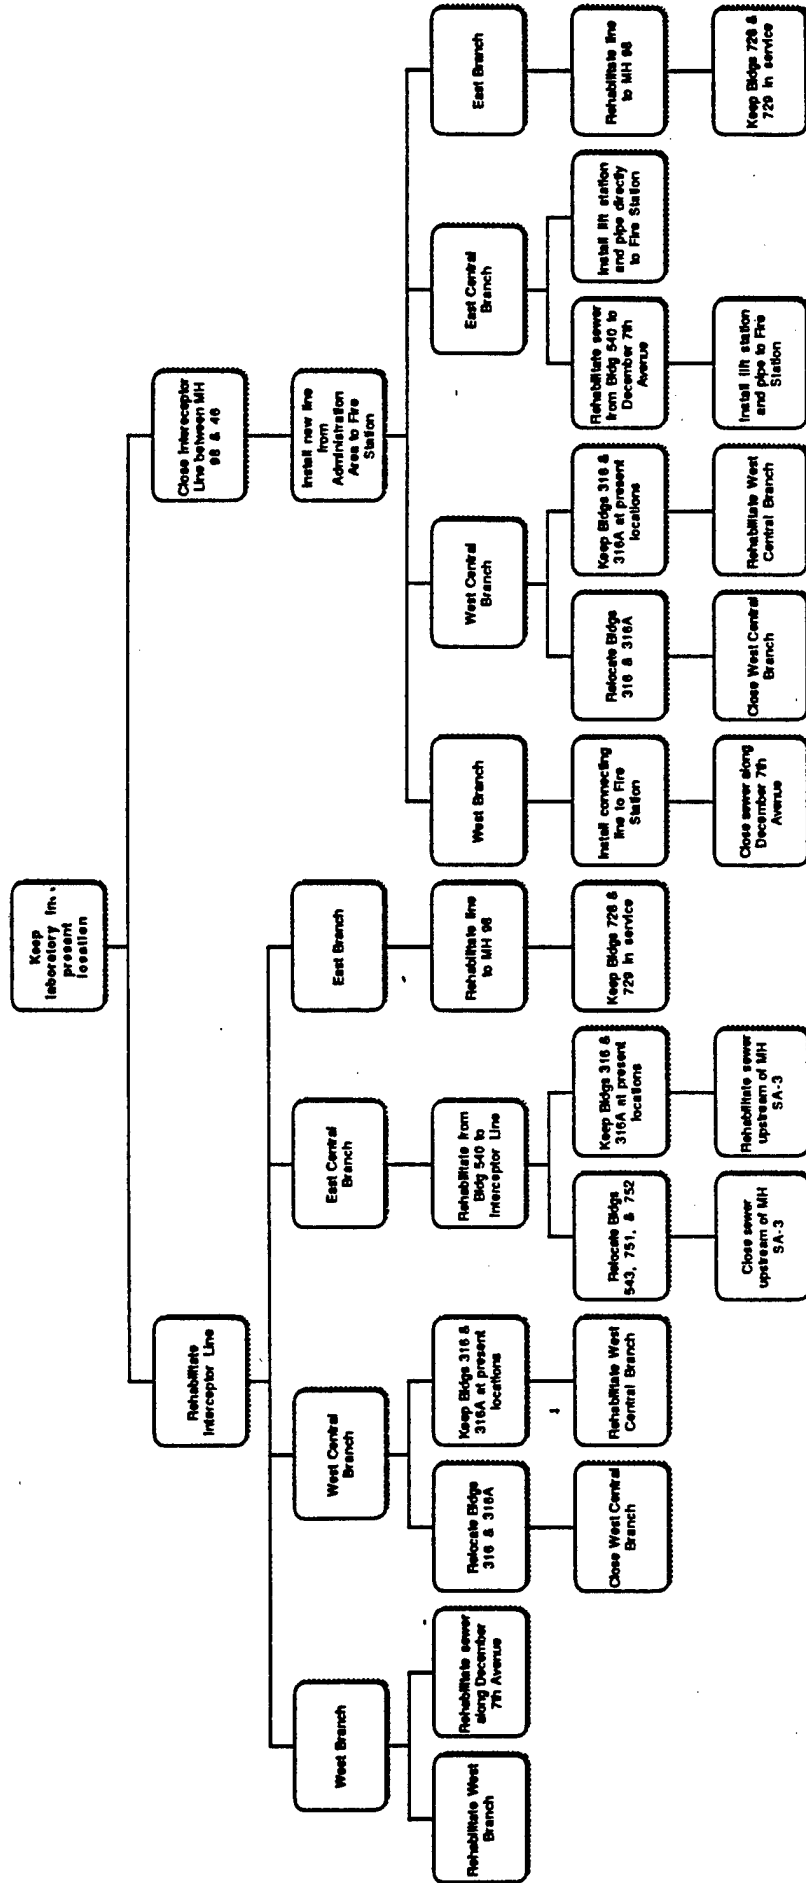 Keep
laboratory in
present
location
Rehabilitate
Interceptor Line
Close Intereceptor
Line between MH
98 & 46
West Branch
West Central
Branch
East Central
Branch
East Branch
Install new line
from
Administration
Area to Fire
Station
Rehabilitate West
Branch
Rehabilitate sewer
along December
7th Avenue
Relocate Bldgs
316 & 316A
Keep Bldgs 316 &
316A at present
locations
Rehabilitate from
Bldg 540 to
Interceptor Line
Rehabilitate line
to MH 98
West Branch
West Central
Branch
East Central
Branch
East Branch
Close West Central
Branch
Rehabilitate West
Central Branch
Relocate Bldgs
543, 751, & 752
Keep Bldgs 316 &
316A at present
locations
Keep Bldgs 728 &
729 in service
Install connecting
line to Fire
Station
Relocate Bldgs
316 & 316A
Keep Bldgs 316 &
316A at present
locations
Rehabilitate sewer
from Bldg 540 to
December 7th
Avenue
Install lift station
and pipe directly
to Fire Station
Rehabilitate line
to MH 98
Close sewer
upstream of MH
SA-3
Rehabilitate sewer
upstream of MH
SA-3
Close sewer along
December 7th
Avenue
Close West Central
Branch
Rehabilitate West
Central Branch
Install lift station
and pipe to Fire
Station
Keep Bldgs 728 &
729 in service